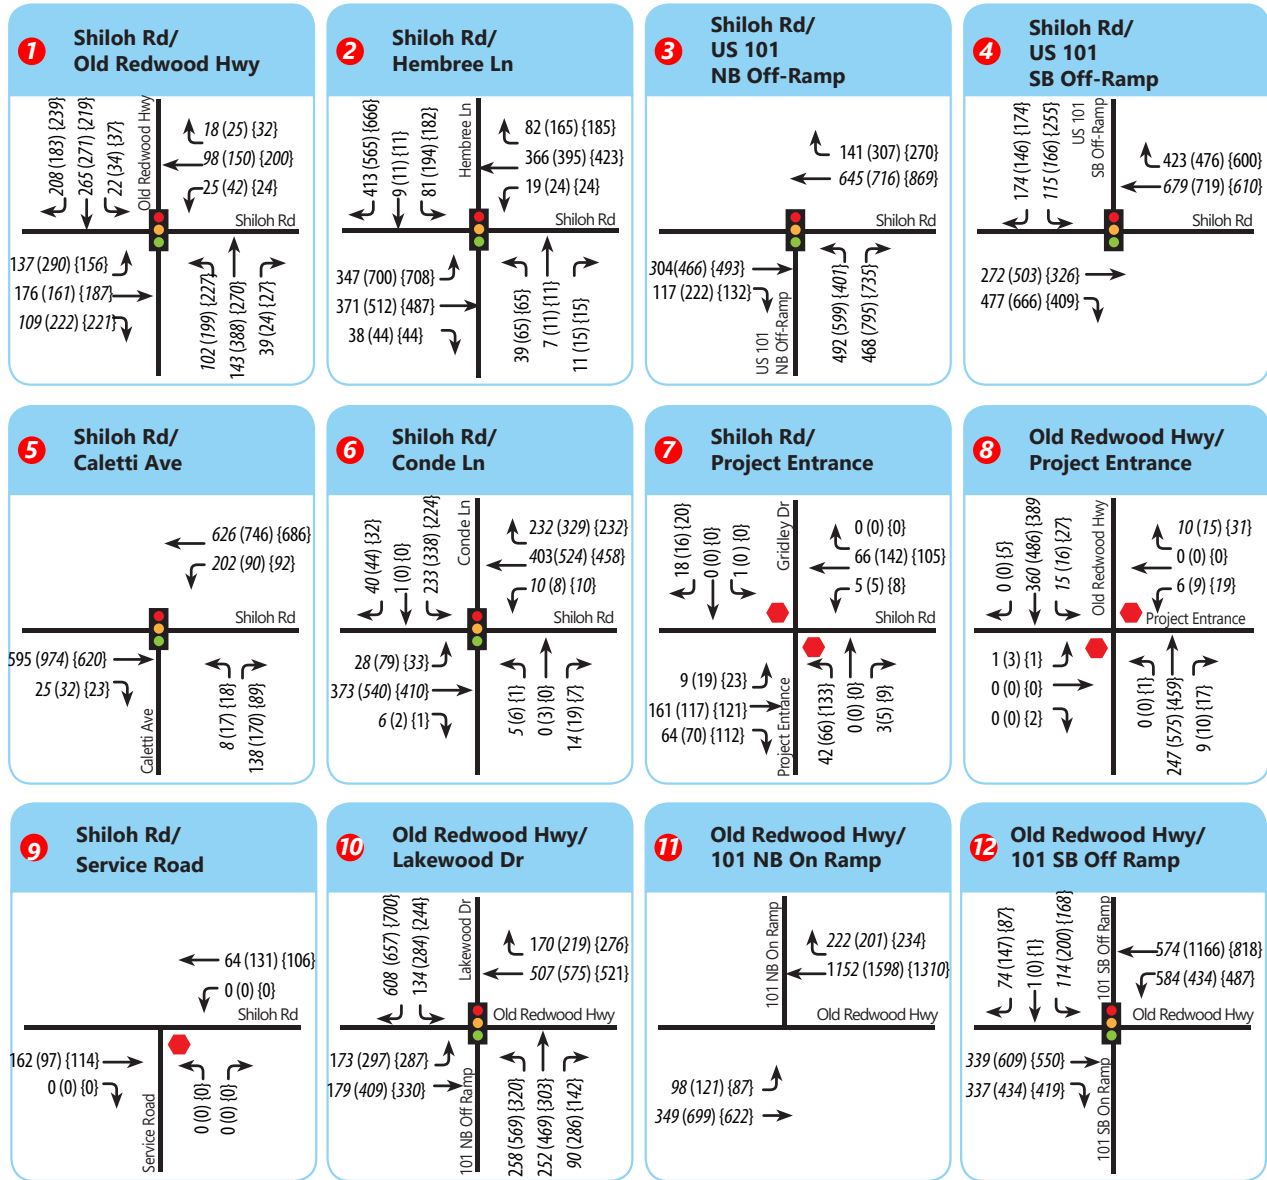 1
Shiloh Rd/
Old Redwood Hwy
208 (183) {239}
265 (271) {219}
22 (34) {37}
Old Redwood Hwy
18 (25) {32}
98 (150) {200}
25 (42) {24}
Shiloh Rd
137 (290) {156}
176 (161) {187}
109 (222) {221}
102 (199) {227}
143 (388) {270}
39 (24) {27}
2
Shiloh Rd/
Hembree Ln
413 (565) {666}
9 (11) {11}
81 (194) {182}
Hembree Ln
82 (165) {185}
366 (395) {423}
19 (24) {24}
Shiloh Rd
347 (700) {708}
371 (512) {487}
38 (44) {44}
39 (65) {65}
7 (11) {11}
11 (15) {15}
3
Shiloh Rd/
US 101
NB Off-Ramp
141 (307) {270}
645 (716) {869}
304(466) {493}
117 (222) {132}
US 101
NB Off-Ramp
492 (599) {401}
468 (795) {735}
4
Shiloh Rd/
US 101
SB Off-Ramp
174 (146) {174}
115 (166) {255}
US 101
SB Off-Ramp
423 (476) {600}
679 (719) {610}
Shiloh Rd
272 (503) {326}
477 (666) {409}
5
Shiloh Rd/
Caletti Ave
626 (746) {686}
202 (90) {92}
Shiloh Rd
595 (974) {620}
25 (32) {23}
Caletti Ave
8 (17) {18}
138 (170) {89}
6
Shiloh Rd/
Conde Ln
40 (44) {32}
1 (0) {0}
233 (338) {224}
Conde Ln
232 (329) {232}
403(524) {458}
10 (8) {10}
Shiloh Rd
28 (79) {33}
373 (540) {410}
6 (2) {1}
5 (6) {1}
0 (3) {0}
14 (19) {7}
7
Shiloh Rd/
Project Entrance
18 (16) {20}
0 (0) {0}
1 (0 ) {0}
Gridley Dr
0 (0) {0}
66 (142) {105}
5 (5) {8}
Shiloh Rd
9 (19) {23}
161 (117) {121}
64 (70) {112}
Project Entrance
42 (66) {133}
0 (0) {0}
3(5) {9}
8
Old Redwood Hwy/
Project Entrance
0 (0) {5}
360 (486) {389
15 (16) {27}
Old Redwood Hwy
10 (15) {31}
0 (0) {0}
6 (9) {19}
Project Entrance
1 (3) {1}
0 (0) {0}
0 (0) {2}
0 (0) {1}
247 (575) {459}
9 (10) {17}
9
Shiloh Rd/
Service Road
64 (131) {106}
0 (0) {0}
Shiloh Rd
162 (97) {114}
0 (0) {0}
Service Road
0 (0) {0}
0 (0) {0}
10
Old Redwood Hwy/
Lakewood Dr
608 (657) {700}
134 (284) {244}
Lakewood Dr
170 (219) {276}
507 (575) {521}
Old Redwood Hwy
173 (297) {287}
179 (409) {330}
101 NB Off Ramp
258 (569) {320}
252 (469) {303}
90 (286) {142}
11
Old Redwood Hwy/
101 NB On Ramp
101 NB On Ramp
222 (201) {234}
1152 (1598) {1310}
Old Redwood Hwy
98 (121) {87}
349 (699) {622}
12
Old Redwood Hwy/
101 SB Off Ramp
74 (147) {87}
1 (0) {1}
114 (200) {168}
101 SB Off Ramp
574 (1166) {818}
584 (434) {487}
Old Redwood Hwy
339 (609) {550}
337 (434) {419}
101 SB On Ramp